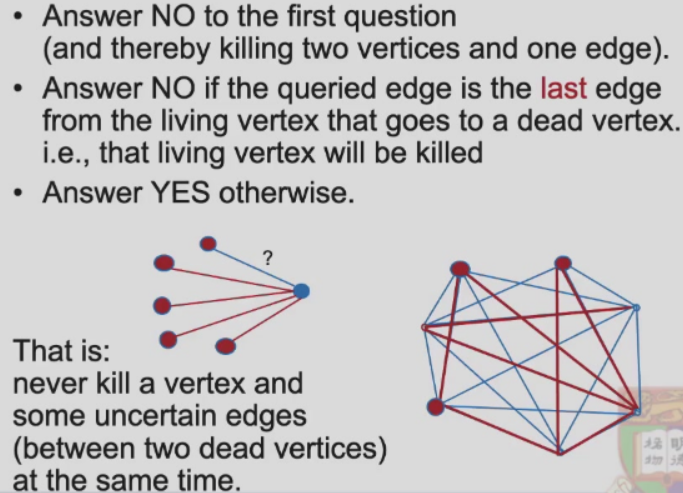 • Answer NO to the first question
(and thereby killing two vertices and one edge).
• Answer NO if the queried edge is the last edge
from the living vertex that goes to a dead vertex.
i.e., that living vertex will be killed
• Answer YES otherwise.
?
That is:
never kill a vertex and
some uncertain edges
(between two dead vertices)
at the same time.